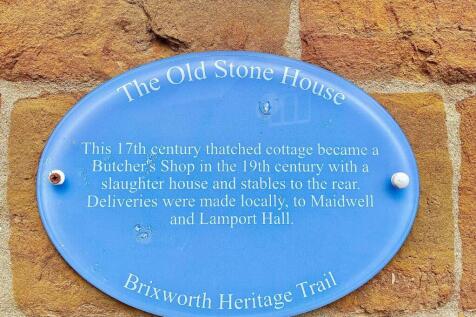 The Old Stone House
This 17th century thatched cottage became a
Butcher's Shop in the 19th century with a
slaughter house and stables to the rear.
Deliveries were made locally, to Maidwell
and Lamport Hall.
Brixworth Heritage Trail